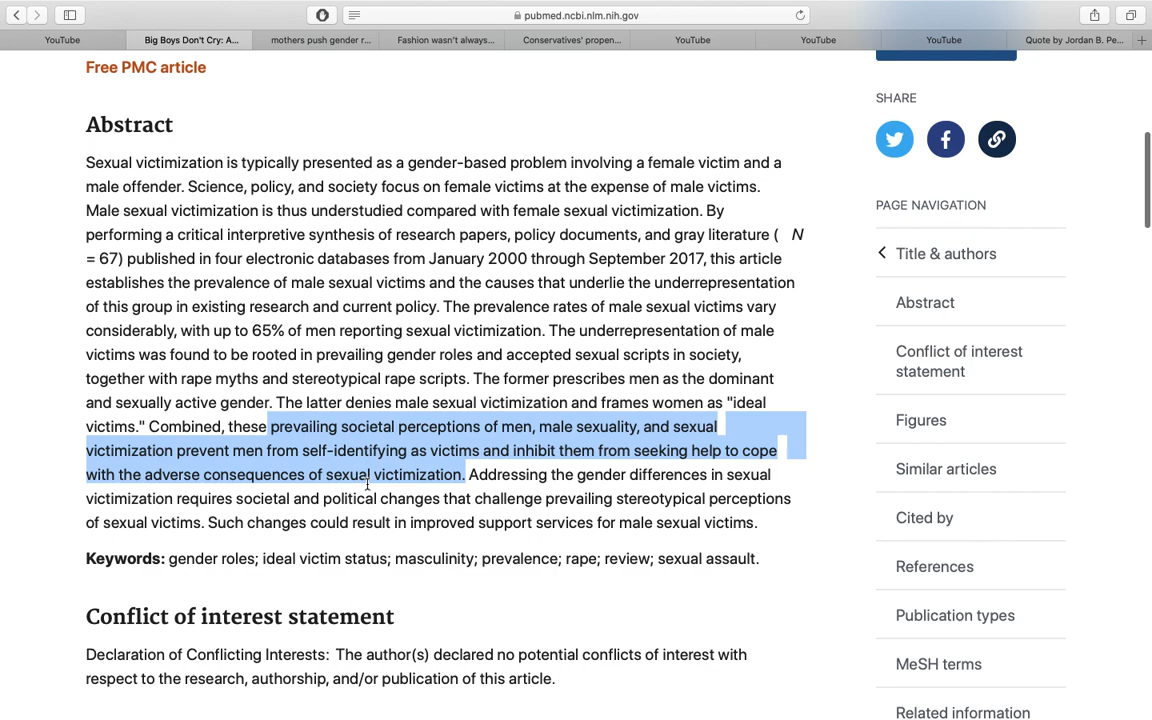 pubmed.ncbi.nlm.nih.gov
YouTube
Big Boys Don't Cry: A...
mothers push gender r...
Fashion wasn't always...
Conservatives' propen...
YouTube
YouTube
YouTube
Quote by Jordan B. Pe...
Free PMC article
Abstract
Sexual victimization is typically presented as a gender-based problem involving a female victim and a
male offender. Science, policy, and society focus on female victims at the expense of male victims.
Male sexual victimization is thus understudied compared with female sexual victimization. By
performing a critical interpretive synthesis of research papers, policy documents, and gray literature ( N
= 67) published in four electronic databases from January 2000 through September 2017, this article
establishes the prevalence of male sexual victims and the causes that underlie the underrepresentation
of this group in existing research and current policy. The prevalence rates of male sexual victims vary
considerably, with up to 65% of men reporting sexual victimization. The underrepresentation of male
victims was found to be rooted in prevailing gender roles and accepted sexual scripts in society,
together with rape myths and stereotypical rape scripts. The former prescribes men as the dominant
and sexually active gender. The latter denies male sexual victimization and frames women as "ideal
victims." Combined, these prevailing societal perceptions of men, male sexuality, and sexual
victimization prevent men from self-identifying as victims and inhibit them from seeking help to cope
with the adverse consequences of sexual victimization. Addressing the gender differences in sexual
victimization requires societal and political changes that challenge prevailing stereotypical perceptions
of sexual victims. Such changes could result in improved support services for male sexual victims.
Keywords: gender roles; ideal victim status; masculinity; prevalence; rape; review; sexual assault.
Conflict of interest statement
Declaration of Conflicting Interests: The author(s) declared no potential conflicts of interest with
respect to the research, authorship, and/or publication of this article.
SHARE
PAGE NAVIGATION
Title & authors
Abstract
Conflict of interest
statement
Figures
Similar articles
Cited by
References
Publication types
MeSH terms
Related information